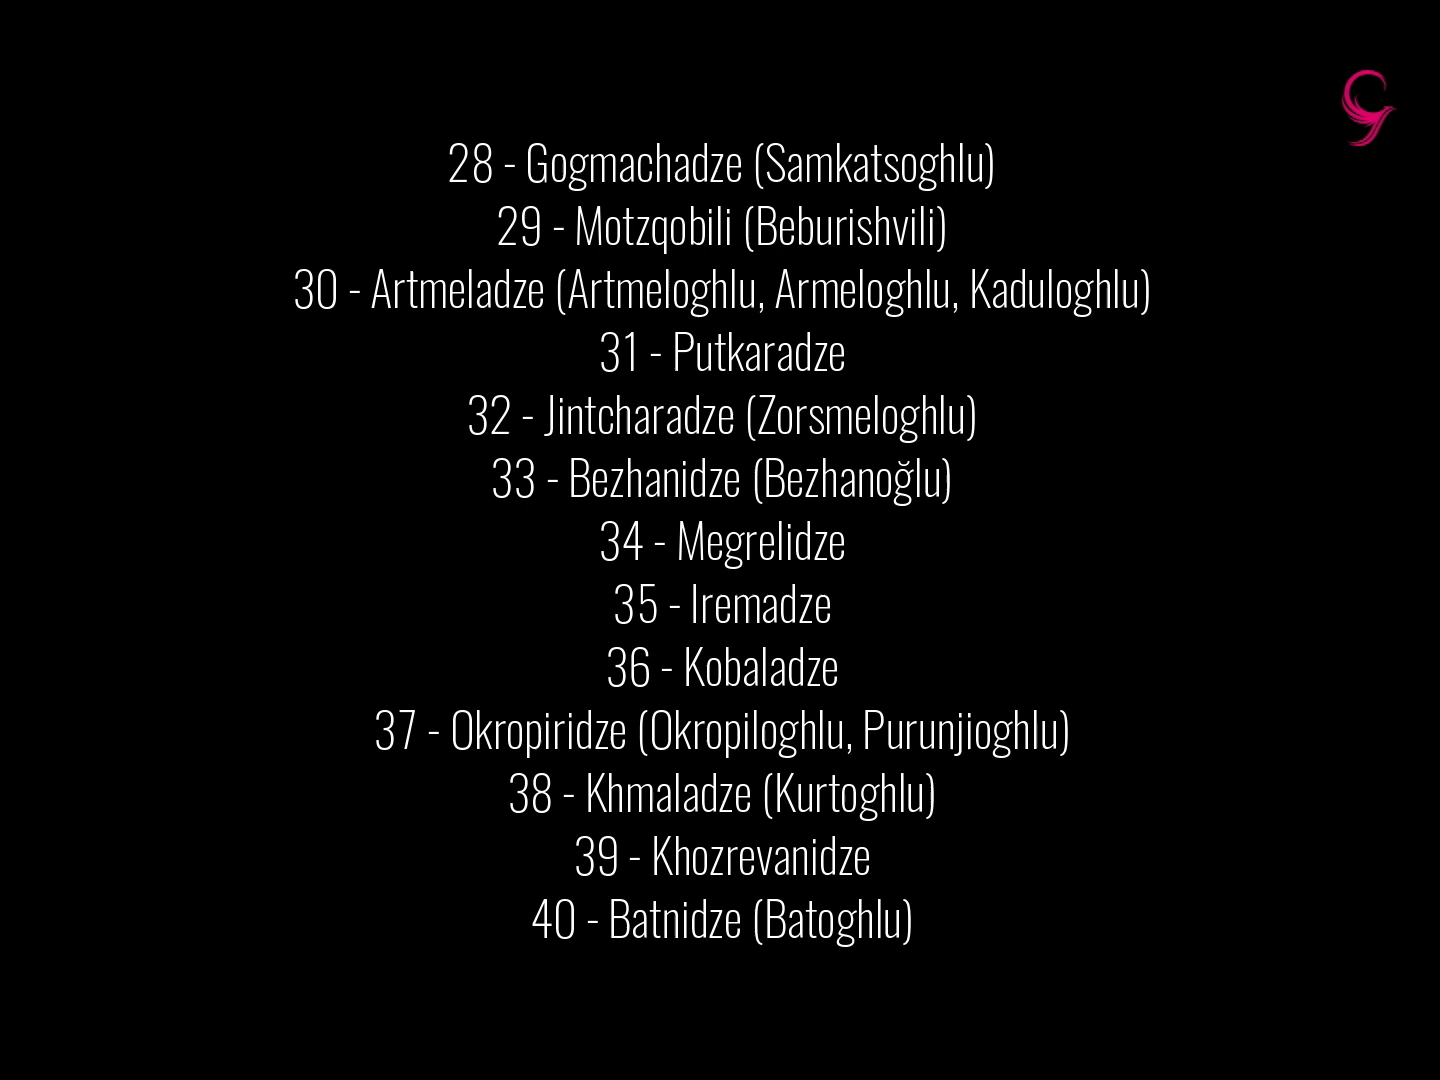 28 - Gogmachadze (Samkatsoghlu)
29 - Motzqobili (Beburishvili)
30 - Artmeladze (Artmeloghlu, Armeloghlu, Kaduloghlu)
31 - Putkaradze
32 - Jintcharadze (Zorsmeloghlu)
33 - Bezhanidze (Bezhanoğlu)
34 - Megrelidze
35 - Iremadze
36 - Kobaladze
37 - Okropiridze (Okropiloghlu, Purunjioghlu)
38 - Khmaladze (Kurtoghlu)
39 - Khozrevanidze
40 - Batnidze (Batoghlu)